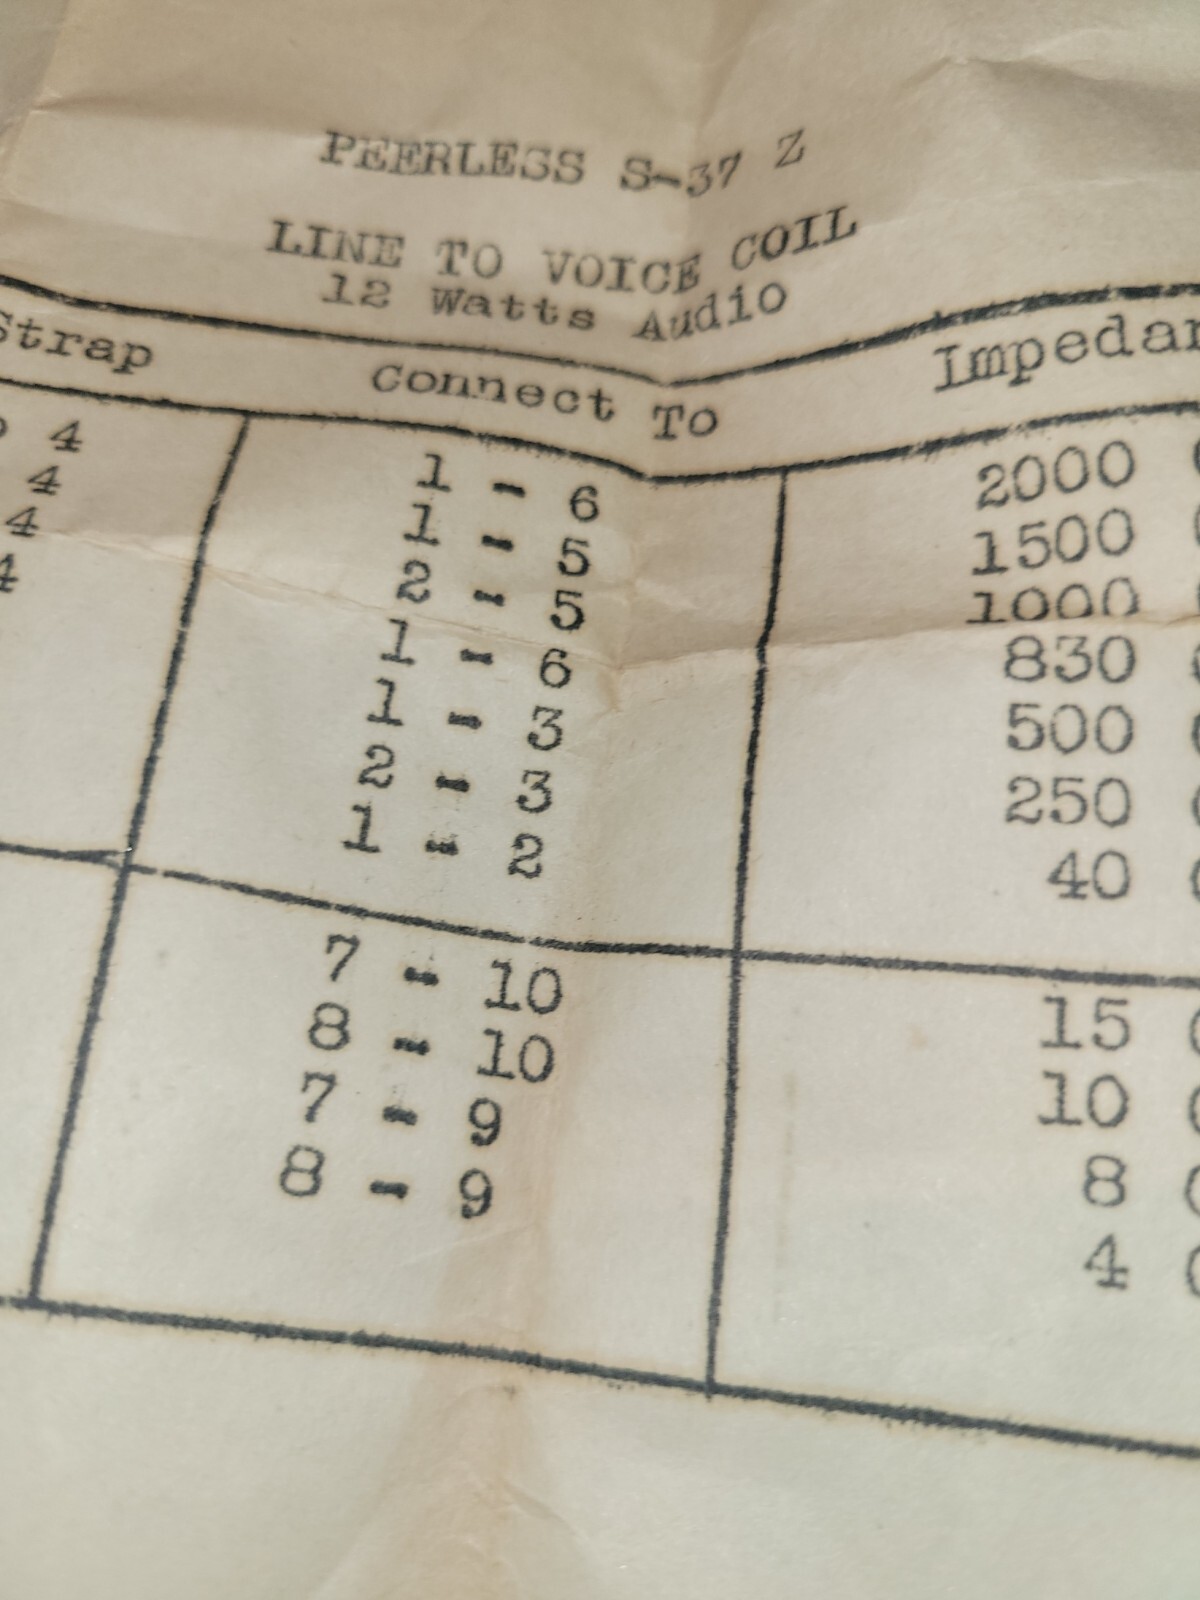 PEERLESS S-37 Z
LINE TO VOICE COIL
12 Watts Audio
Strap Connect To Impedan
4 1 - 6 2000
4 1 - 5 1500
4 2 - 5 1000
4 1 - 6 830
1 - 3 500
2 - 3 250
1 - 2 40
7 - 10 15
8 - 10 10
7 - 9 8
8 - 9 4